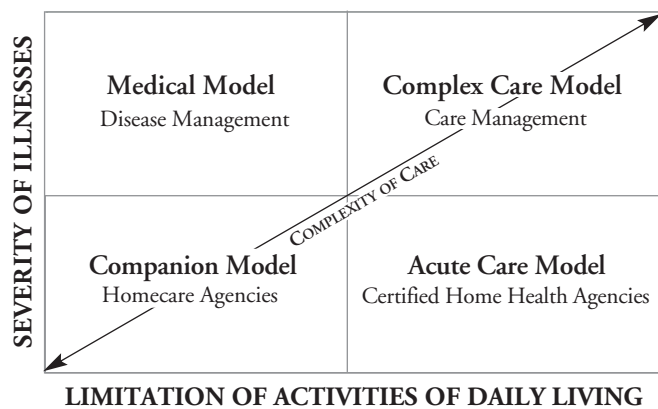 SEVERITY OF ILLNESSES
Medical Model
Disease Management
Complex Care Model
Care Management
COMPLEXITY OF CARE
Companion Model
Homecare Agencies
Acute Care Model
Certified Home Health Agencies
LIMITATION OF ACTIVITIES OF DAILY LIVING